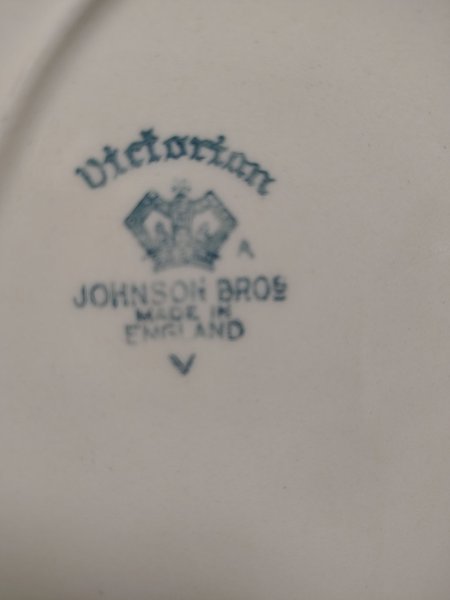 Victorian
A
JOHNSON BROS
MADE IN
ENGLAND
V